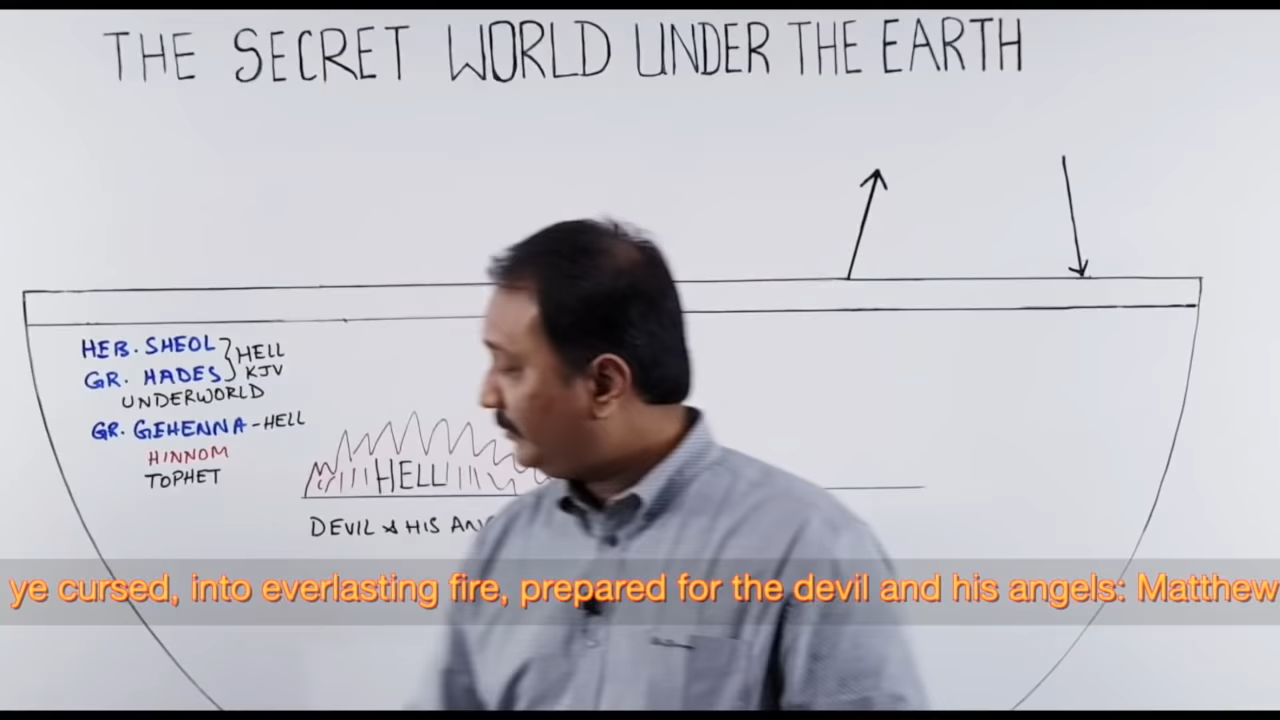 THE SECRET WORLD UNDER THE EARTH
HEB. SHEOL
HELL
GR. HADES
KJV
UNDERWORLD
GR. GEHENNA - HELL
HINNOM
TOPHET
HELL
DEVIL & HIS AN
ye cursed, into everlasting fire, prepared for the devil and his angels: Matthew